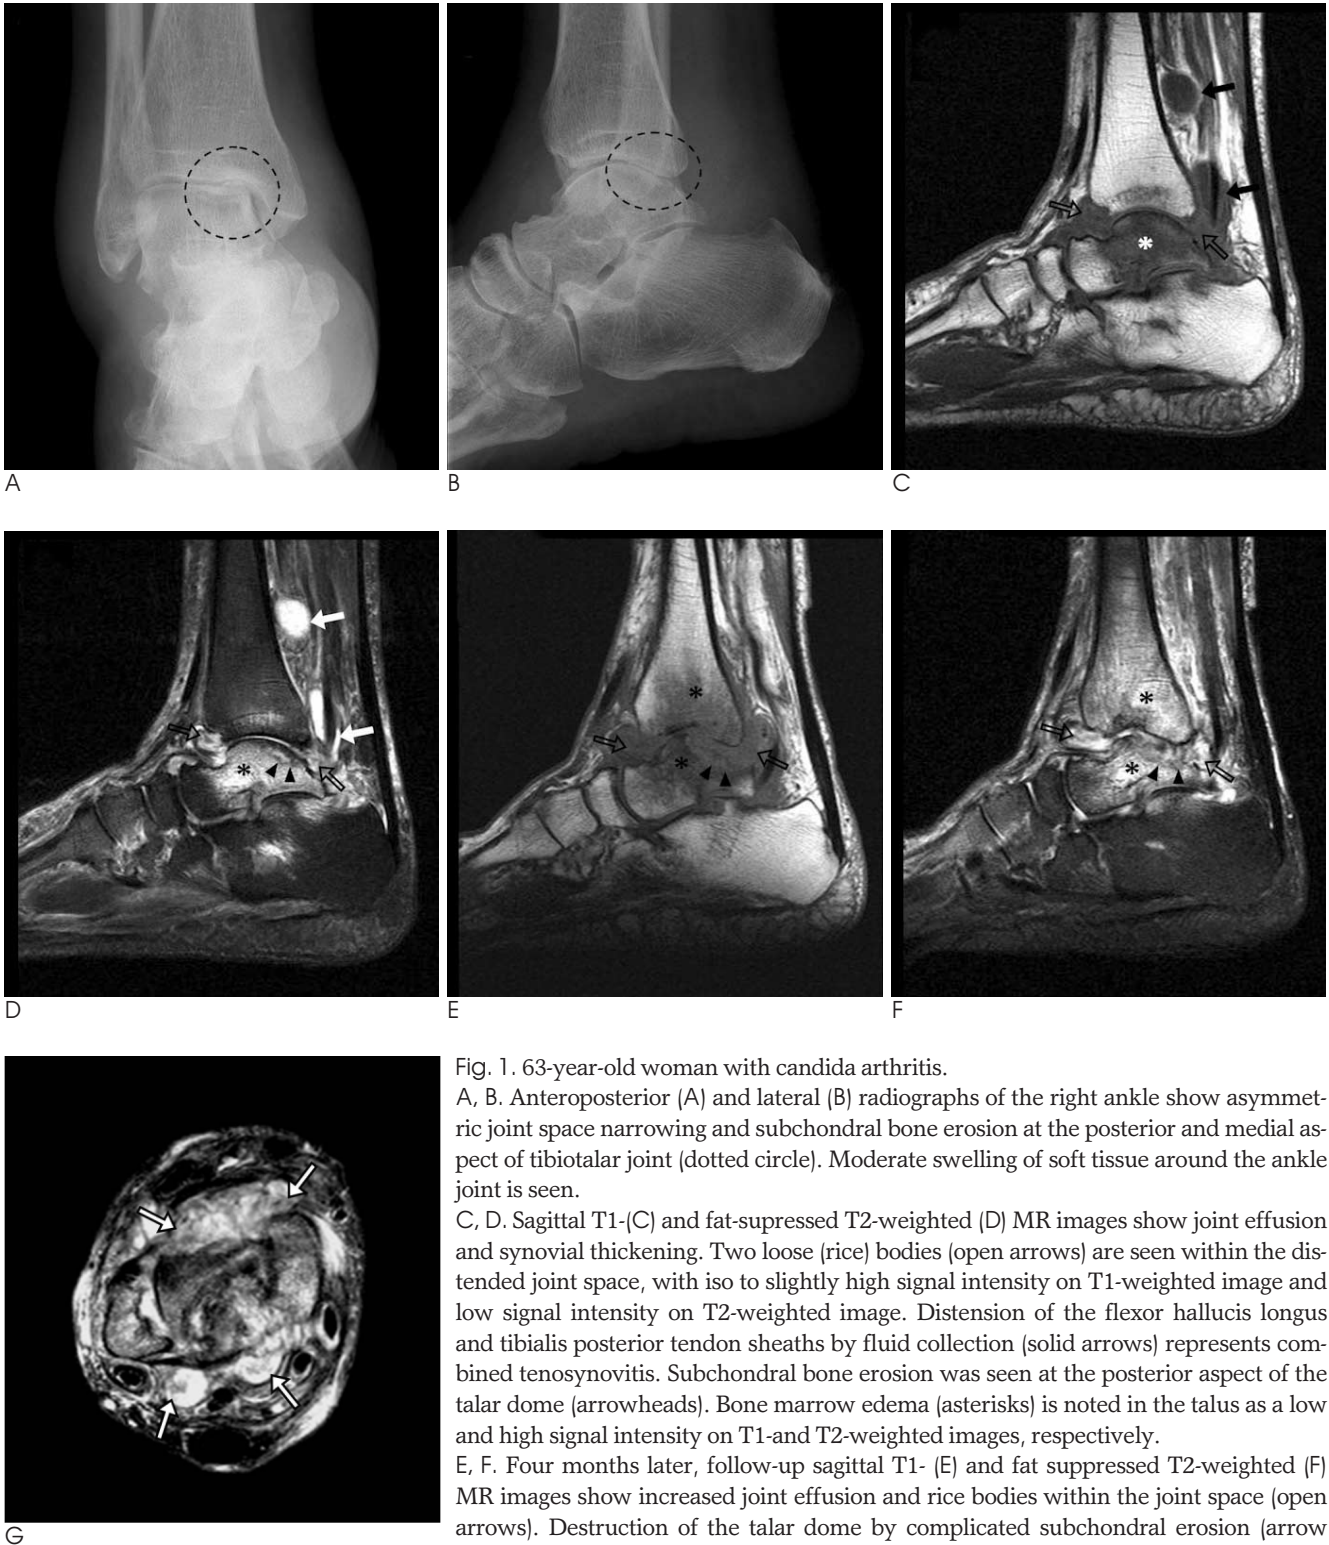 A
B
C
D
E
F
G
Fig. 1. 63-year-old woman with candida arthritis.
A, B. Anteroposterior (A) and lateral (B) radiographs of the right ankle show asymmet-
ric joint space narrowing and subchondral bone erosion at the posterior and medial as-
pect of tibiotalar joint (dotted circle). Moderate swelling of soft tissue around the ankle
joint is seen.
C, D. Sagittal T1-(C) and fat-supressed T2-weighted (D) MR images show joint effusion
and synovial thickening. Two loose (rice) bodies (open arrows) are seen within the dis-
tended joint space, with iso to slightly high signal intensity on T1-weighted image and
low signal intensity on T2-weighted image. Distension of the flexor hallucis longus
and tibialis posterior tendon sheaths by fluid collection (solid arrows) represents com-
bined tenosynovitis. Subchondral bone erosion was seen at the posterior aspect of the
talar dome (arrowheads). Bone marrow edema (asterisks) is noted in the talus as a low
and high signal intensity on T1-and T2-weighted images, respectively.
E, F. Four months later, follow-up sagittal T1- (E) and fat suppressed T2-weighted (F)
MR images show increased joint effusion and rice bodies within the joint space (open
arrows). Destruction of the talar dome by complicated subchondral erosion (arrow